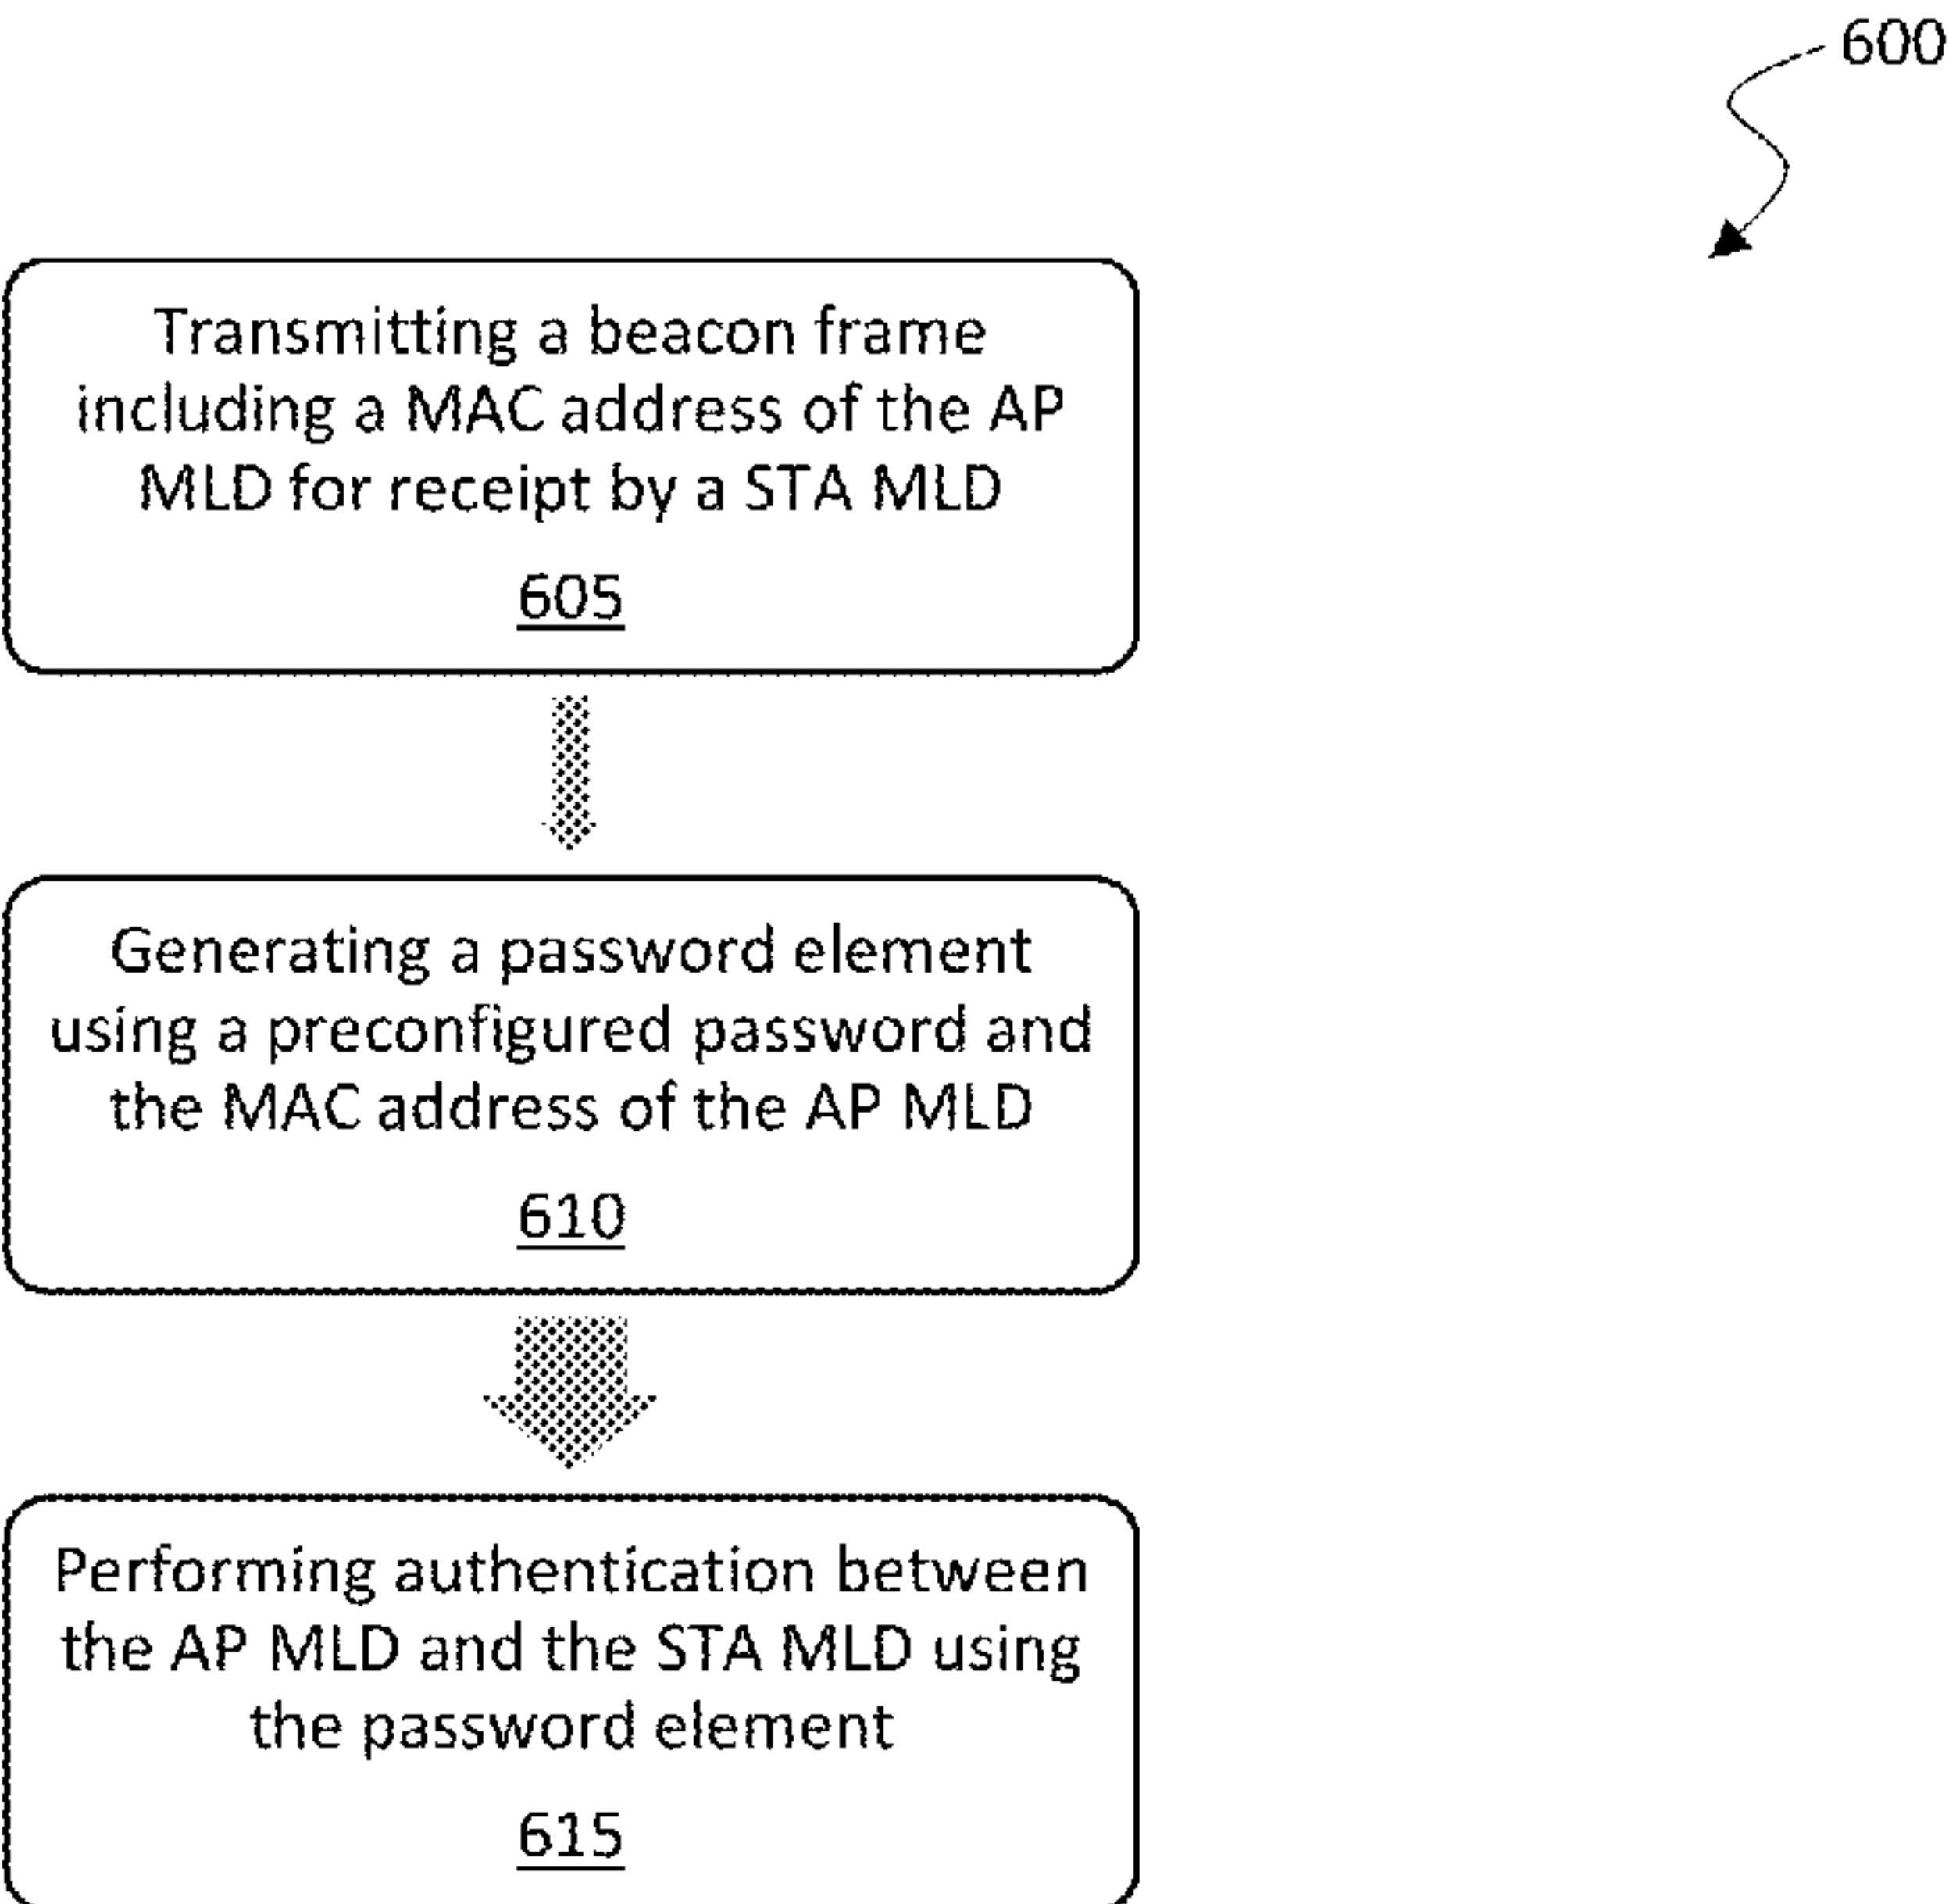 600
Transmitting a beacon frame
including a MAC address of the AP
MLD for receipt by a STA MLD
605
Generating a password element
using a preconfigured password and
the MAC address of the AP MLD
610
Performing authentication between
the AP MLD and the STA MLD using
the password element
615